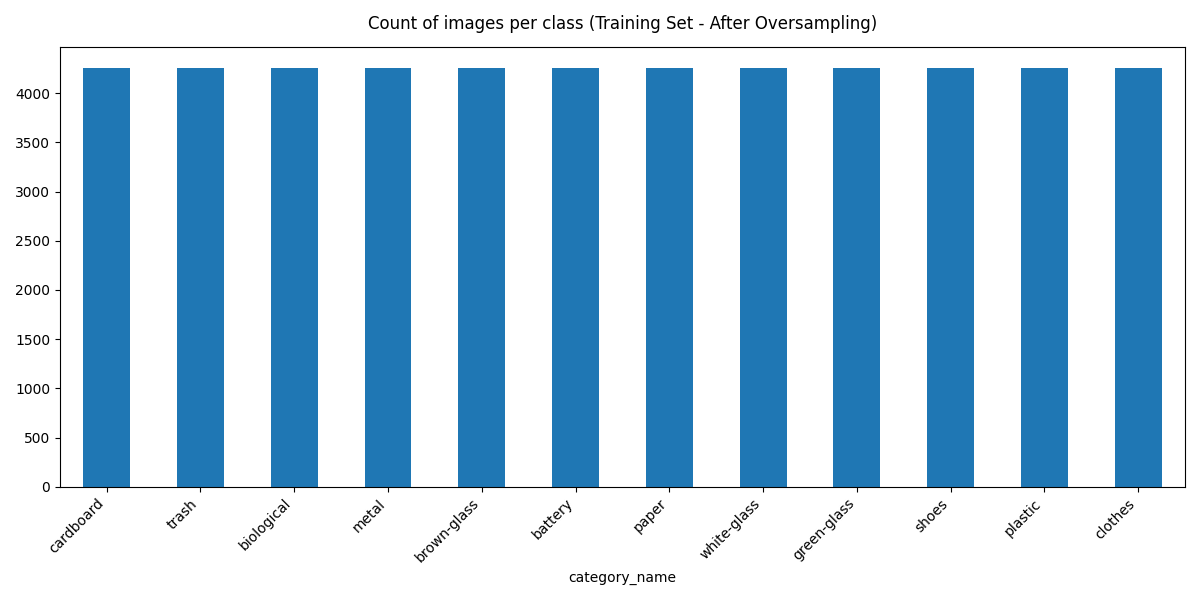 Count of images per class (Training Set - After Oversampling)
4000
3500
3000
2500
2000
1500
1000
500
0
cardboard
trash
biological
metal
brown-glass
battery
paper
white-glass
green-glass
shoes
plastic
clothes
category_name